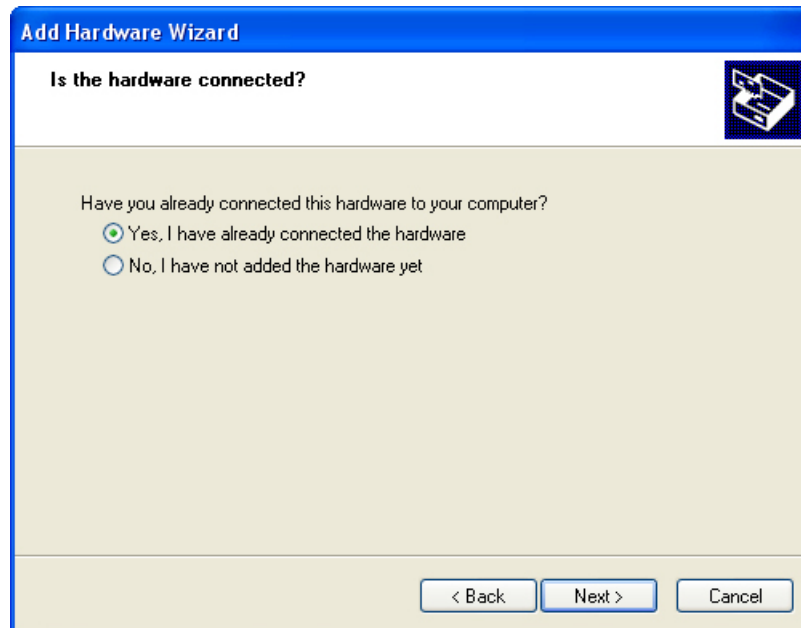 Add Hardware Wizard
Is the hardware connected?
Have you already connected this hardware to your computer?
Yes, I have already connected the hardware
No, I have not added the hardware yet
< Back
Next >
Cancel